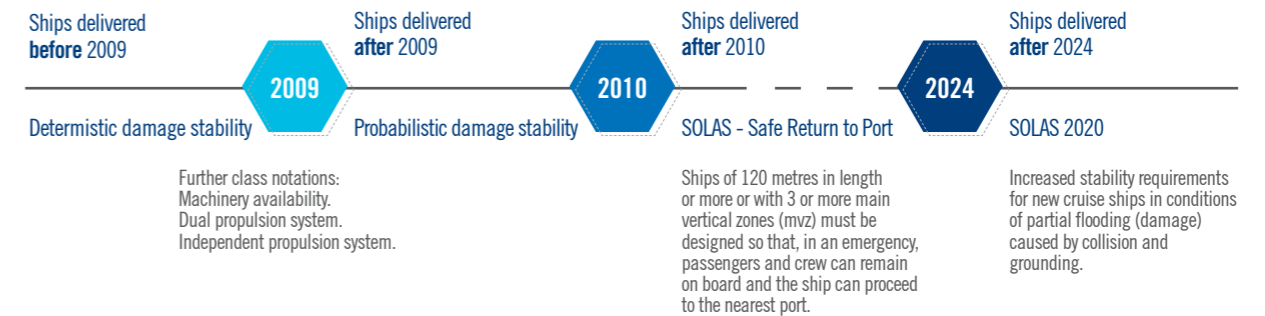 Ships delivered
before 2009
2009
Determistic damage stability
Further class notations:
Machinery availability.
Dual propulsion system.
Independent propulsion system.
Ships delivered
after 2009
Probabilistic damage stability
2010
Ships delivered
after 2010
SOLAS - Safe Return to Port
Ships of 120 metres in length
or more or with 3 or more main
vertical zones (mvz) must be
designed so that, in an emergency,
passengers and crew can remain
on board and the ship can proceed
to the nearest port.
2024
Ships delivered
after 2024
SOLAS 2020
Increased stability requirements
for new cruise ships in conditions
of partial flooding (damage)
caused by collision and
grounding.